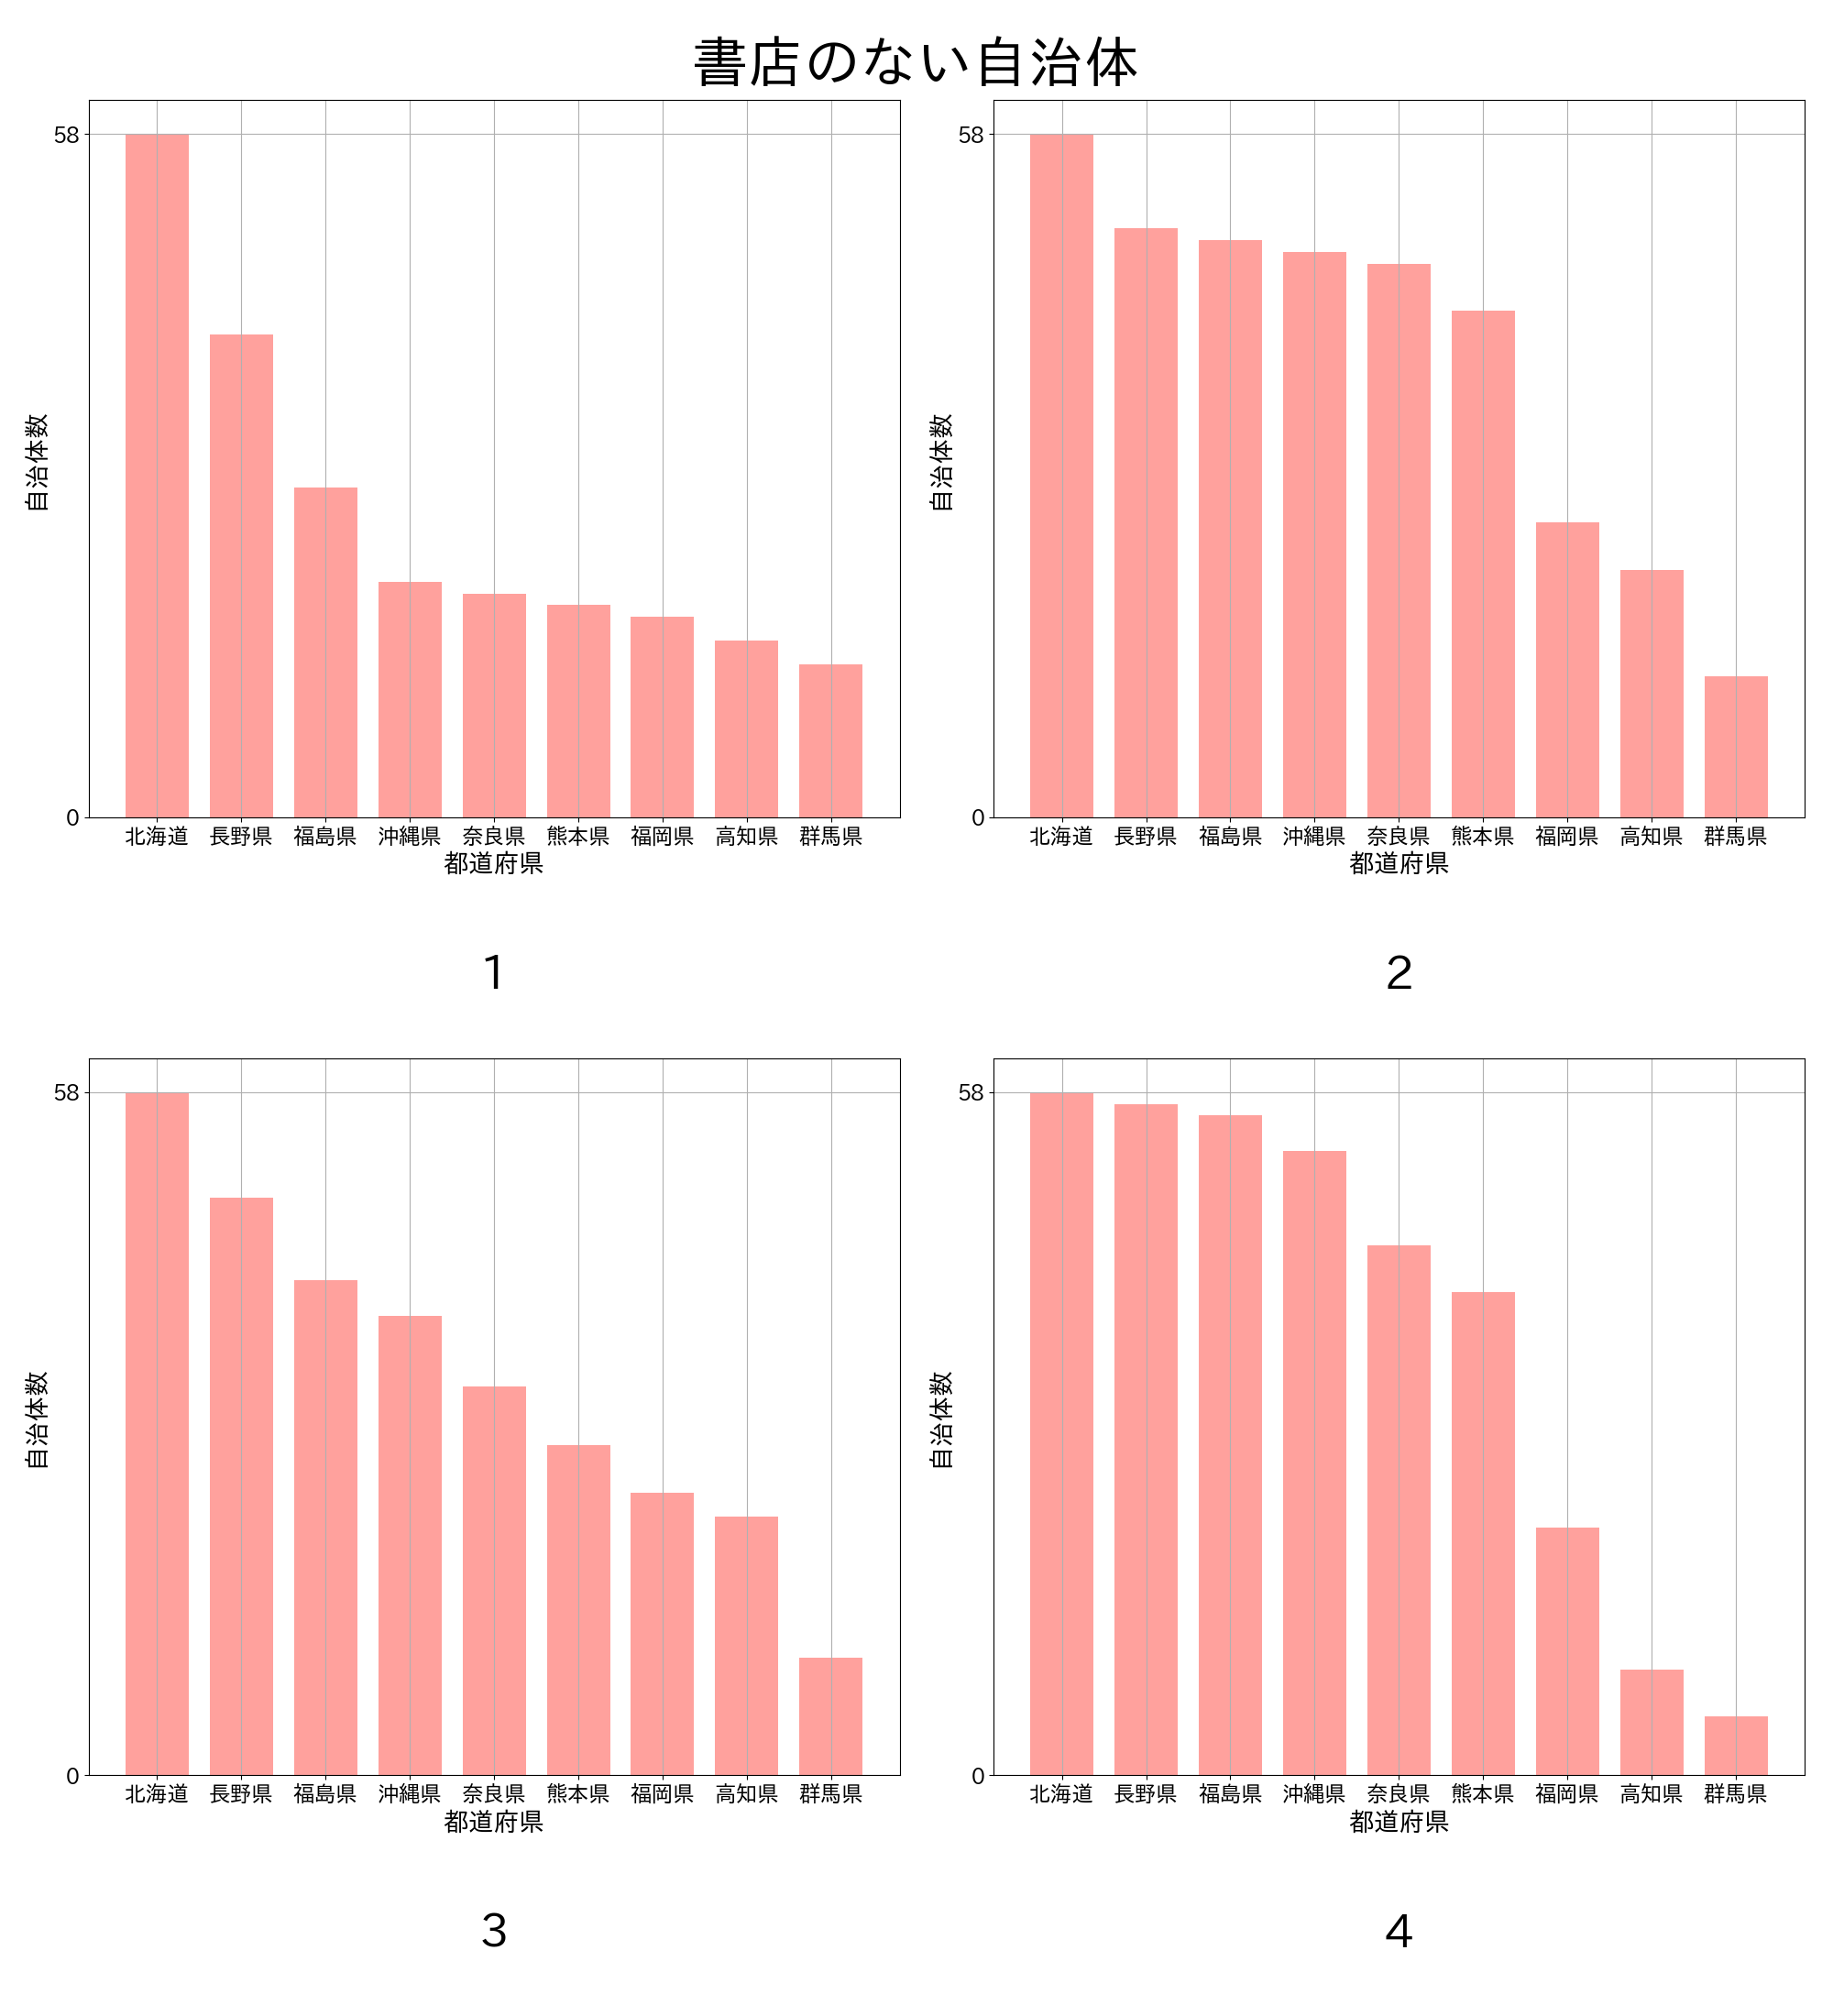 書店のない自治体
58
0
自治体数
北海道 長野県 福島県 沖縄県 奈良県 熊本県 福岡県 高知県 群馬県
都道府県
1
58
0
自治体数
北海道 長野県 福島県 沖縄県 奈良県 熊本県 福岡県 高知県 群馬県
都道府県
2
58
0
自治体数
北海道 長野県 福島県 沖縄県 奈良県 熊本県 福岡県 高知県 群馬県
都道府県
3
58
0
自治体数
北海道 長野県 福島県 沖縄県 奈良県 熊本県 福岡県 高知県 群馬県
都道府県
4